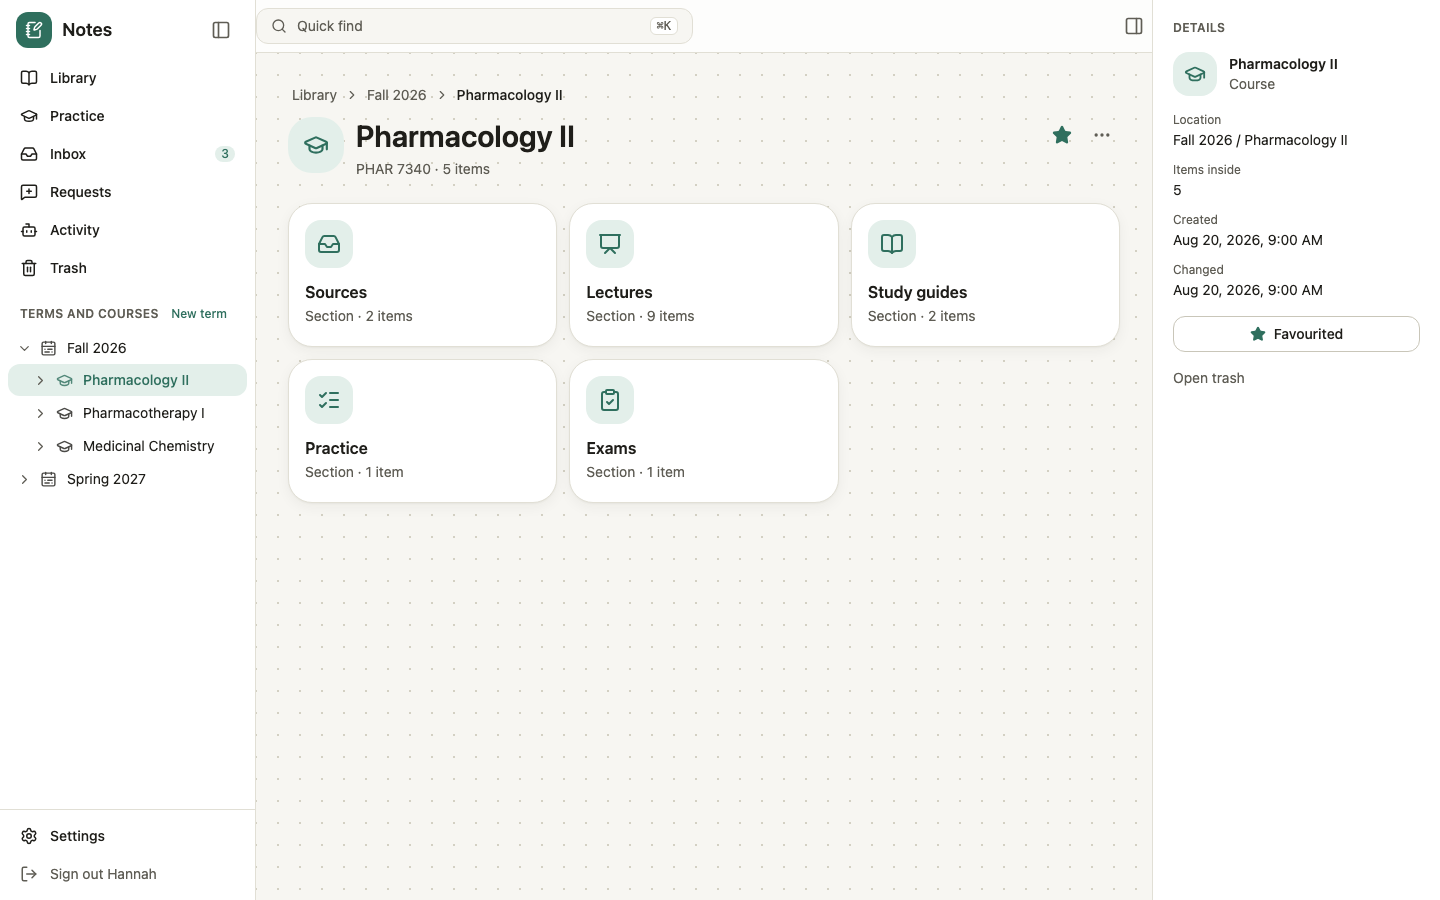 Notes
Library
Practice
Inbox
3
Requests
Activity
Trash
TERMS AND COURSES
New term
Fall 2026
Pharmacology II
Pharmacotherapy I
Medicinal Chemistry
Spring 2027
Settings
Sign out Hannah
Quick find
⌘K
Library > Fall 2026 > Pharmacology II
Pharmacology II
PHAR 7340 · 5 items
Sources
Section · 2 items
Lectures
Section · 9 items
Study guides
Section · 2 items
Practice
Section · 1 item
Exams
Section · 1 item
DETAILS
Pharmacology II
Course
Location
Fall 2026 / Pharmacology II
Items inside
5
Created
Aug 20, 2026, 9:00 AM
Changed
Aug 20, 2026, 9:00 AM
Favourited
Open trash